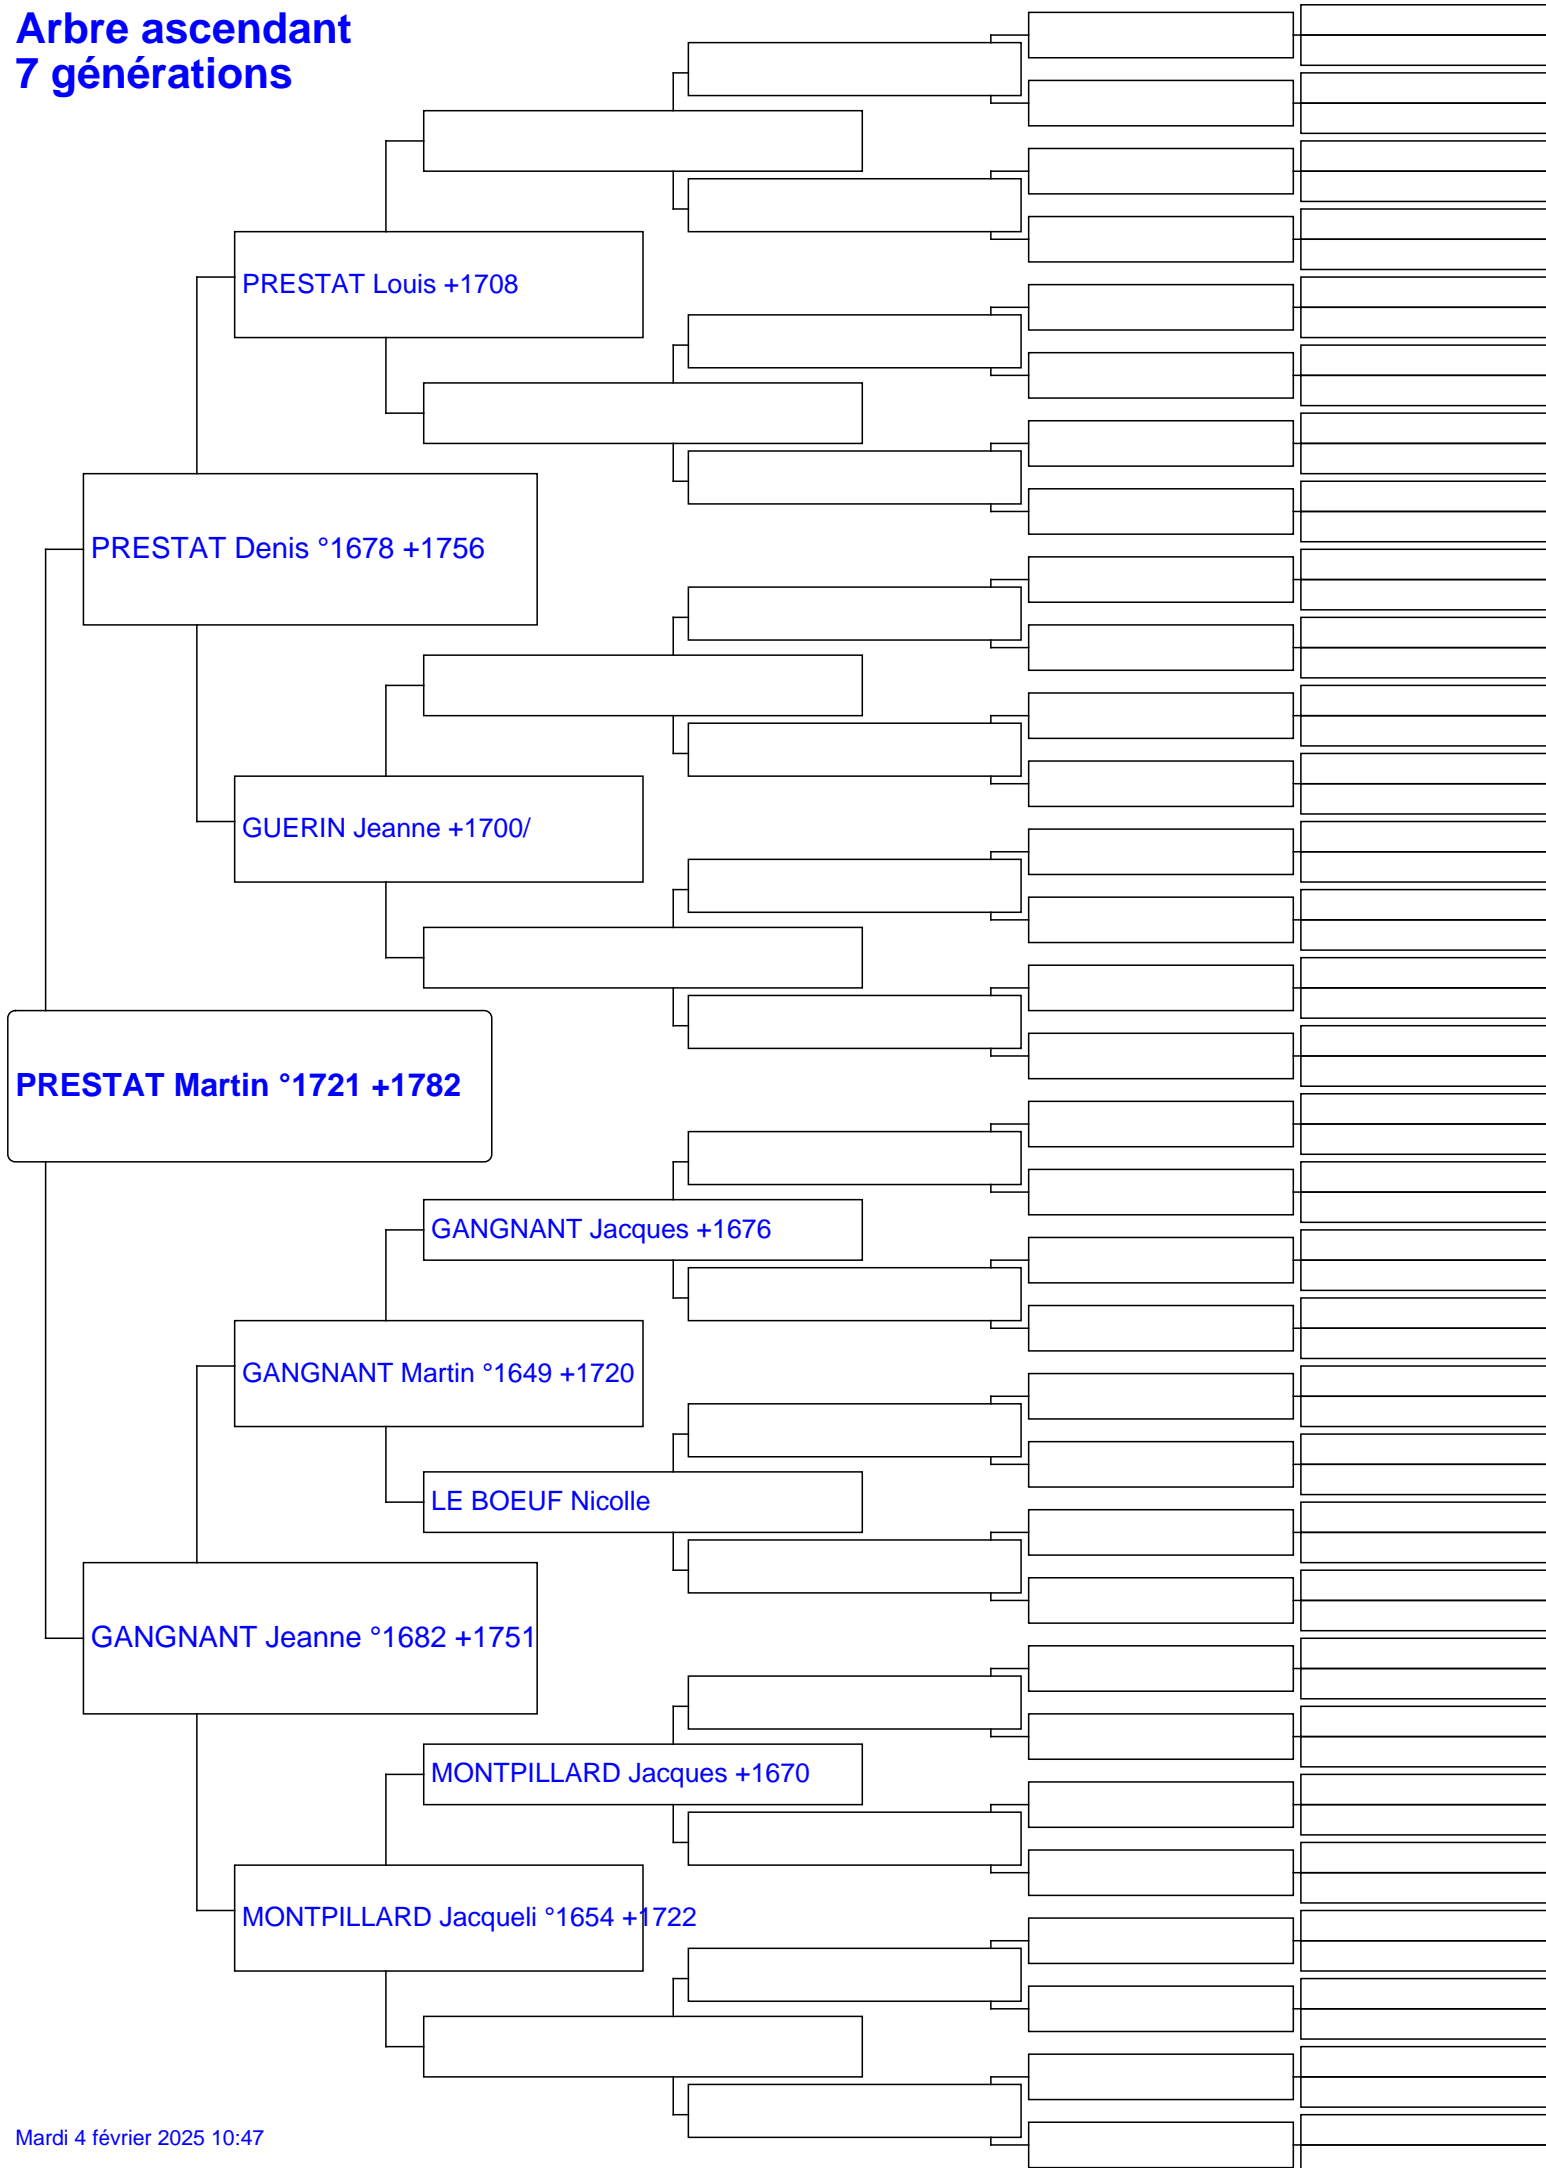 Arbre ascendant
7 générations
PRESTAT Louis +1708
PRESTAT Denis °1678 +1756
GUERIN Jeanne +1700/
PRESTAT Martin °1721 +1782
GANGNANT Jacques +1676
GANGNANT Martin °1649 +1720
LE BOEUF Nicolle
GANGNANT Jeanne °1682 +1751
MONTPILLARD Jacques +1670
MONTPILLARD Jacqueli °1654 +1722
Mardi 4 février 2025 10:47